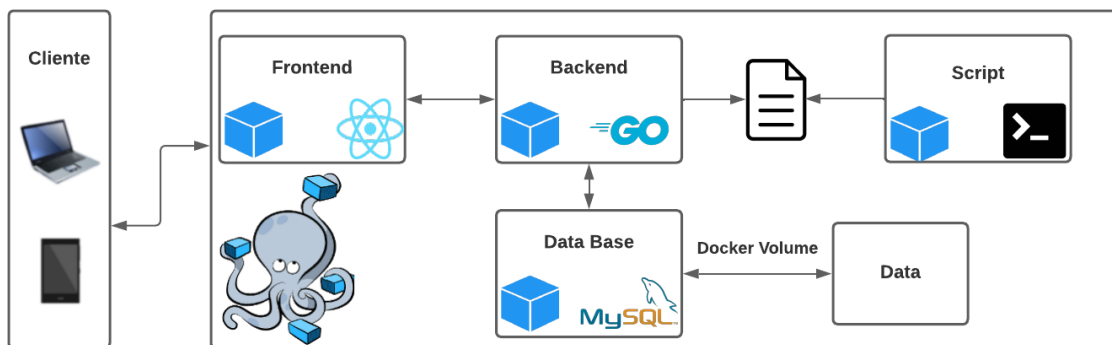 Cliente
Frontend
Backend
GO
Script
>_
Data Base
MySQL
Docker Volume
Data